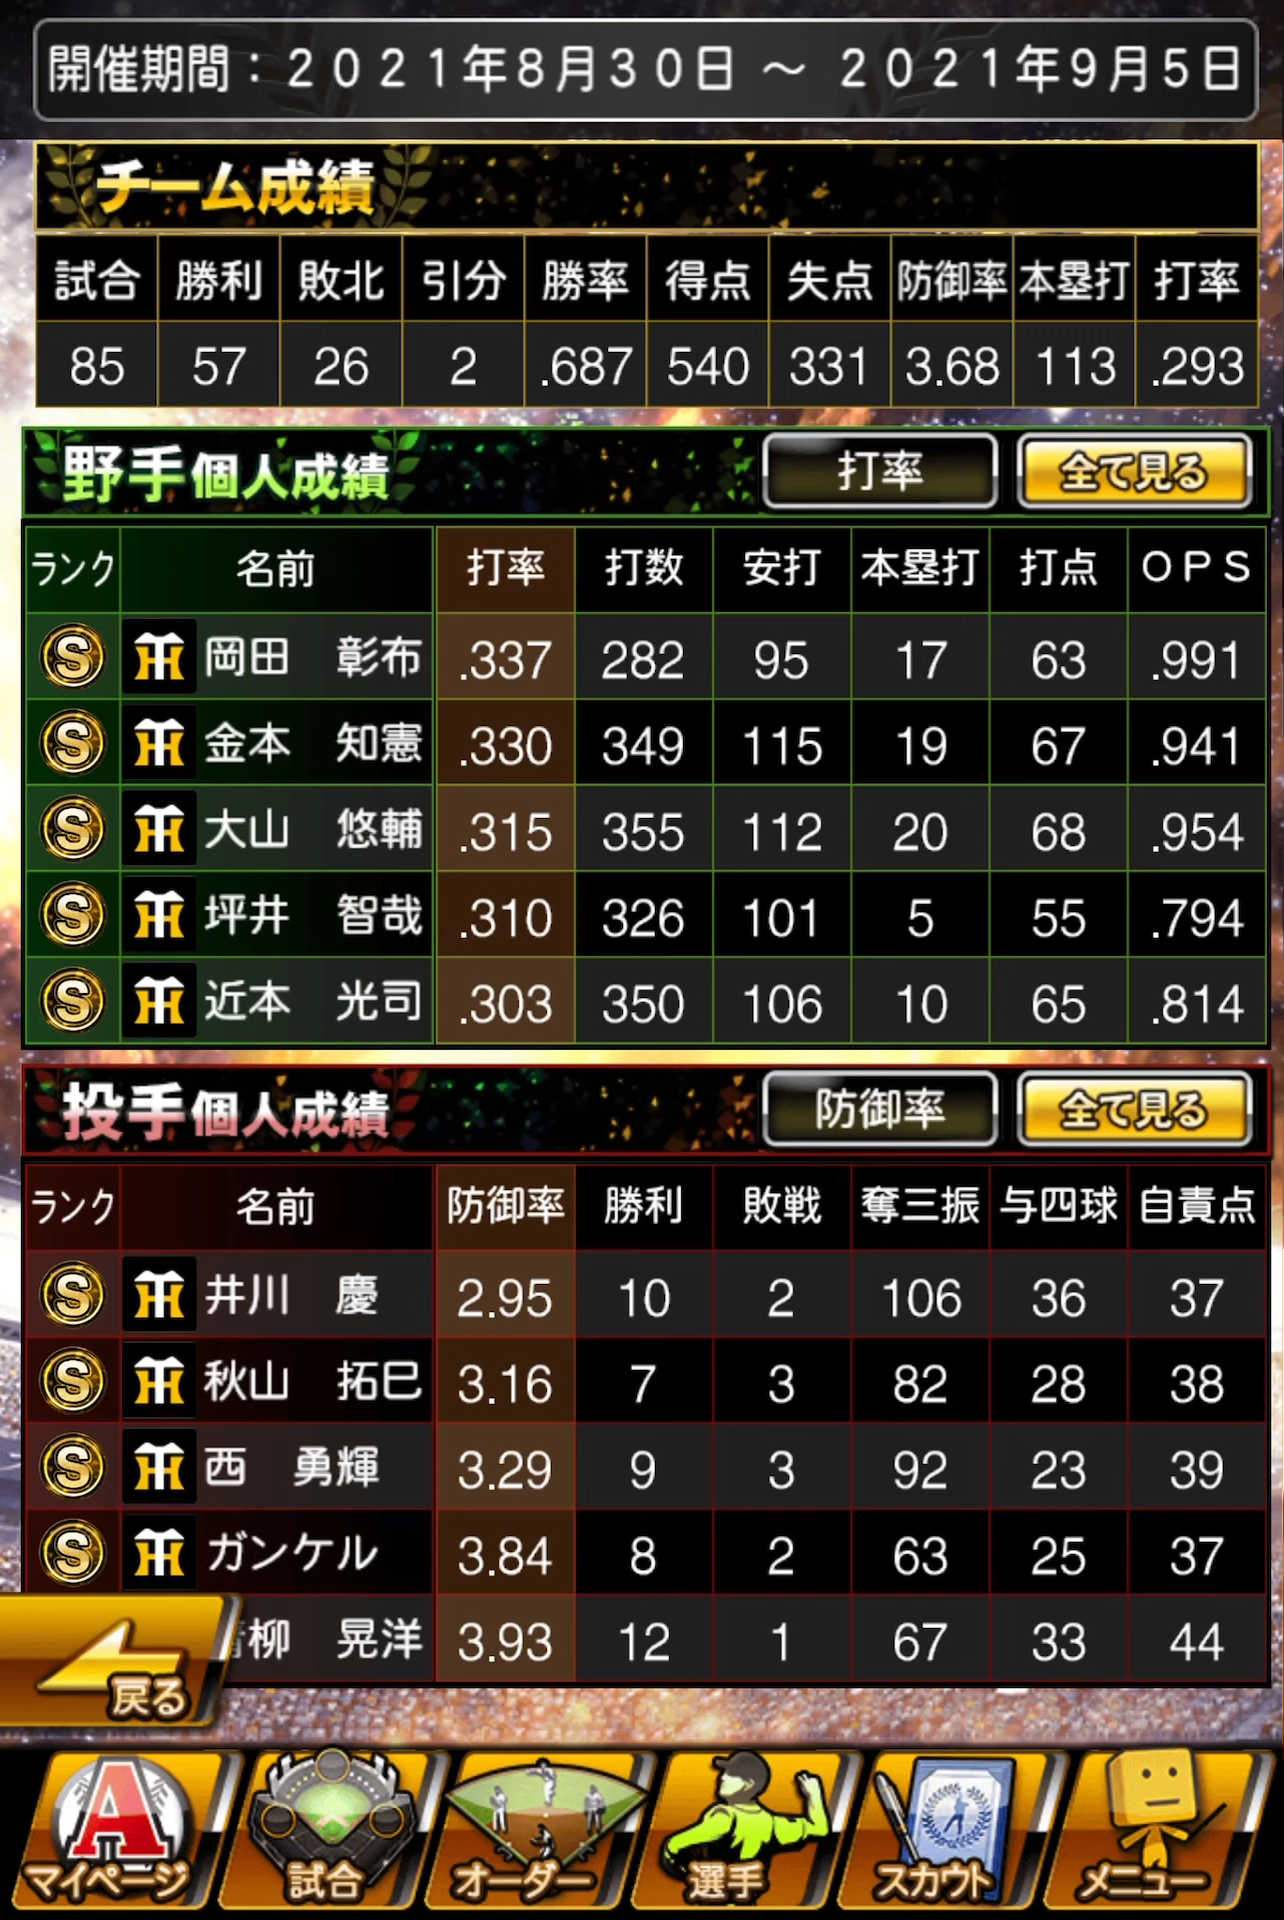 開催期間：２０２１年８月３０日 ～ ２０２１年９月５日
チーム成績
試合 勝利 敗北 引分 勝率 得点 失点 防御率 本塁打 打率
85 57 26 2 .687 540 331 3.68 113 .293
野手個人成績 打率 全て見る
ランク 名前 打率 打数 安打 本塁打 打点 ＯＰＳ
S 岡田　彰布 .337 282 95 17 63 .991
S 金本　知憲 .330 349 115 19 67 .941
S 大山　悠輔 .315 355 112 20 68 .954
S 坪井　智哉 .310 326 101 5 55 .794
S 近本　光司 .303 350 106 10 65 .814
投手個人成績 防御率 全て見る
ランク 名前 防御率 勝利 敗戦 奪三振 与四球 自責点
S 井川　慶 2.95 10 2 106 36 37
S 秋山　拓巳 3.16 7 3 82 28 38
S 西　勇輝 3.29 9 3 92 23 39
S ガンケル 3.84 8 2 63 25 37
青柳　晃洋 3.93 12 1 67 33 44
戻る
マイページ 試合 オーダー 選手 スカウト メニュー